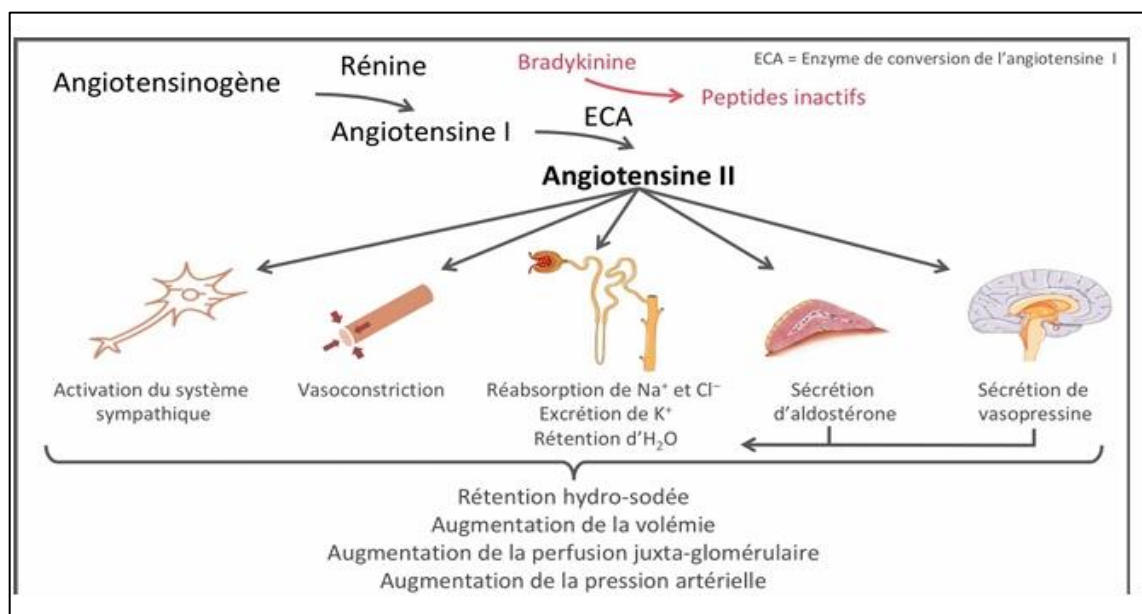 Angiotensinogène
Rénine
Angiotensine I
Bradykinine
Peptides inactifs
ECA = Enzyme de conversion de l'angiotensine I
ECA
Angiotensine II
Activation du système
sympathique
Vasoconstriction
Réabsorption de Na⁺ et Cl⁻
Excrétion de K⁺
Rétention d'H₂O
Sécrétion
d'aldostérone
Sécrétion de
vasopressine
Rétention hydro-sodée
Augmentation de la volémie
Augmentation de la perfusion juxta-glomérulaire
Augmentation de la pression artérielle